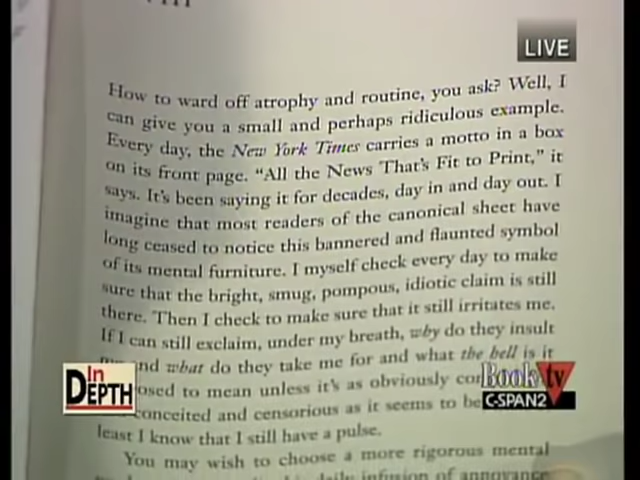 VIII
LIVE
How to ward off atrophy and routine, you ask? Well, I
can give you a small and perhaps ridiculous example.
Every day, the New York Times carries a motto in a box
on its front page. “All the News That’s Fit to Print,” it
says. It’s been saying it for decades, day in and day out. I
imagine that most readers of the canonical sheet have
long ceased to notice this bannered and flaunted symbol
of its mental furniture. I myself check every day to make
sure that the bright, smug, pompous, idiotic claim is still
there. Then I check to make sure that it still irritates me.
If I can still exclaim, under my breath, why do they insult
and what do they take me for and what the hell is it
posed to mean unless it’s as obviously
conceited and censorious as it seems to be
least I know that I still have a pulse.
You may wish to choose a more rigorous mental
daily infusion of annoyance
In DEPTH
Book tv
C-SPAN2